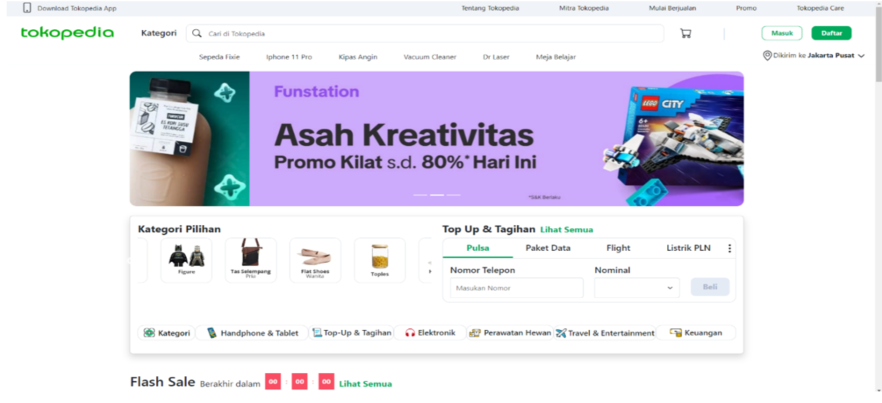 Download Tokopedia App
Tentang Tokopedia Mitra Tokopedia Mulai Berjualan Promo Tokopedia Care
tokopedia Kategori Cari di Tokopedia Masuk Daftar
Sepeda Fixie Iphone 11 Pro Kipas Angin Vacuum Cleaner Dr Laser Meja Belajar Dikirim ke Jakarta Pusat
Funstation
Asah Kreativitas
Promo Kilat s.d. 80%* Hari Ini
*S&K Berlaku
LEGO CITY
6+
Kategori Pilihan
Figure
Tas Selempang
Pria
Flat Shoes
Wanita
Toples
Top Up & Tagihan Lihat Semua
Pulsa Paket Data Flight Listrik PLN
Nomor Telepon Nominal
Masukan Nomor Beli
Kategori Handphone & Tablet Top-Up & Tagihan Elektronik Perawatan Hewan Travel & Entertainment Keuangan
Flash Sale Berakhir dalam 00 : 00 : 00 Lihat Semua